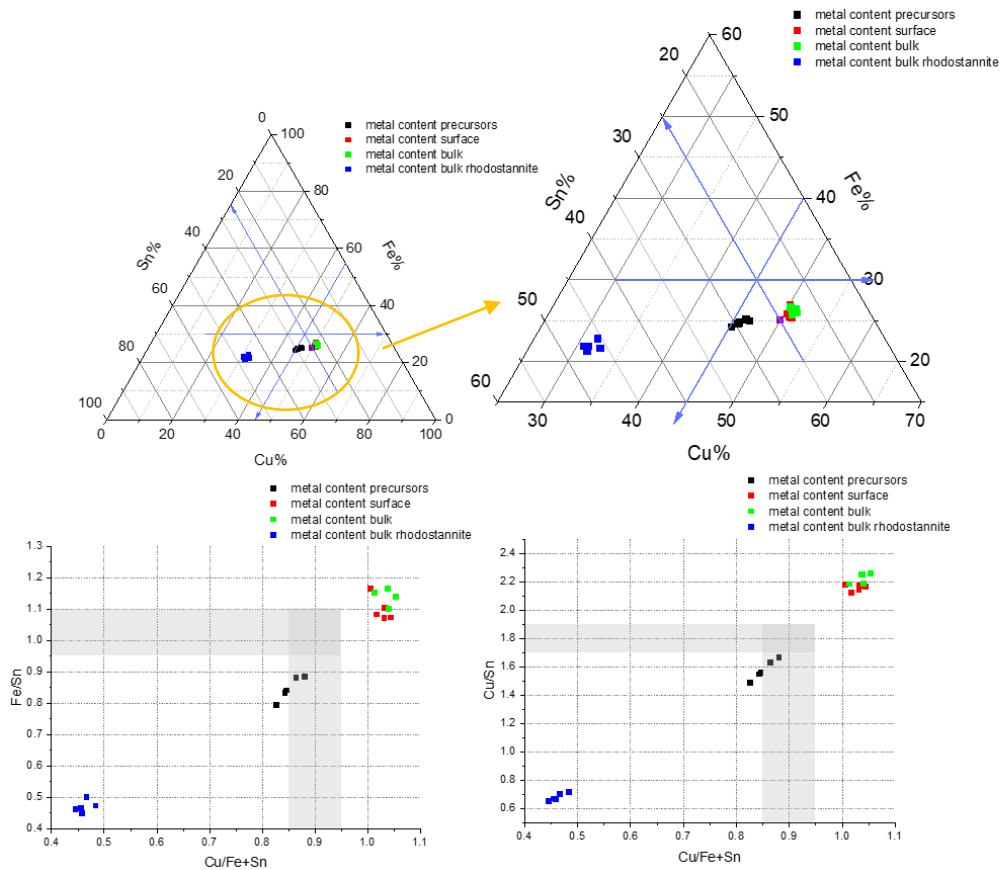 metal content precursors
metal content surface
metal content bulk
metal content bulk rhodostannite
0
20
40
60
80
100
Sn%
100
80
60
40
20
0
Fe%
0
20
40
60
80
100
Cu%
metal content precursors
metal content surface
metal content bulk
metal content bulk rhodostannite
20
30
40
50
60
Sn%
60
50
40
30
20
Fe%
30
40
50
60
70
Cu%
metal content precursors
metal content surface
metal content bulk
metal content bulk rhodostannite
1.3
1.2
1.1
1.0
0.9
0.8
0.7
0.6
0.5
0.4
Fe/Sn
0.4 0.5 0.6 0.7 0.8 0.9 1.0 1.1
Cu/Fe+Sn
metal content precursors
metal content surface
metal content bulk
metal content bulk rhodostannite
2.4
2.2
2.0
1.8
1.6
1.4
1.2
1.0
0.8
0.6
Cu/Sn
0.4 0.5 0.6 0.7 0.8 0.9 1.0 1.1
Cu/Fe+Sn